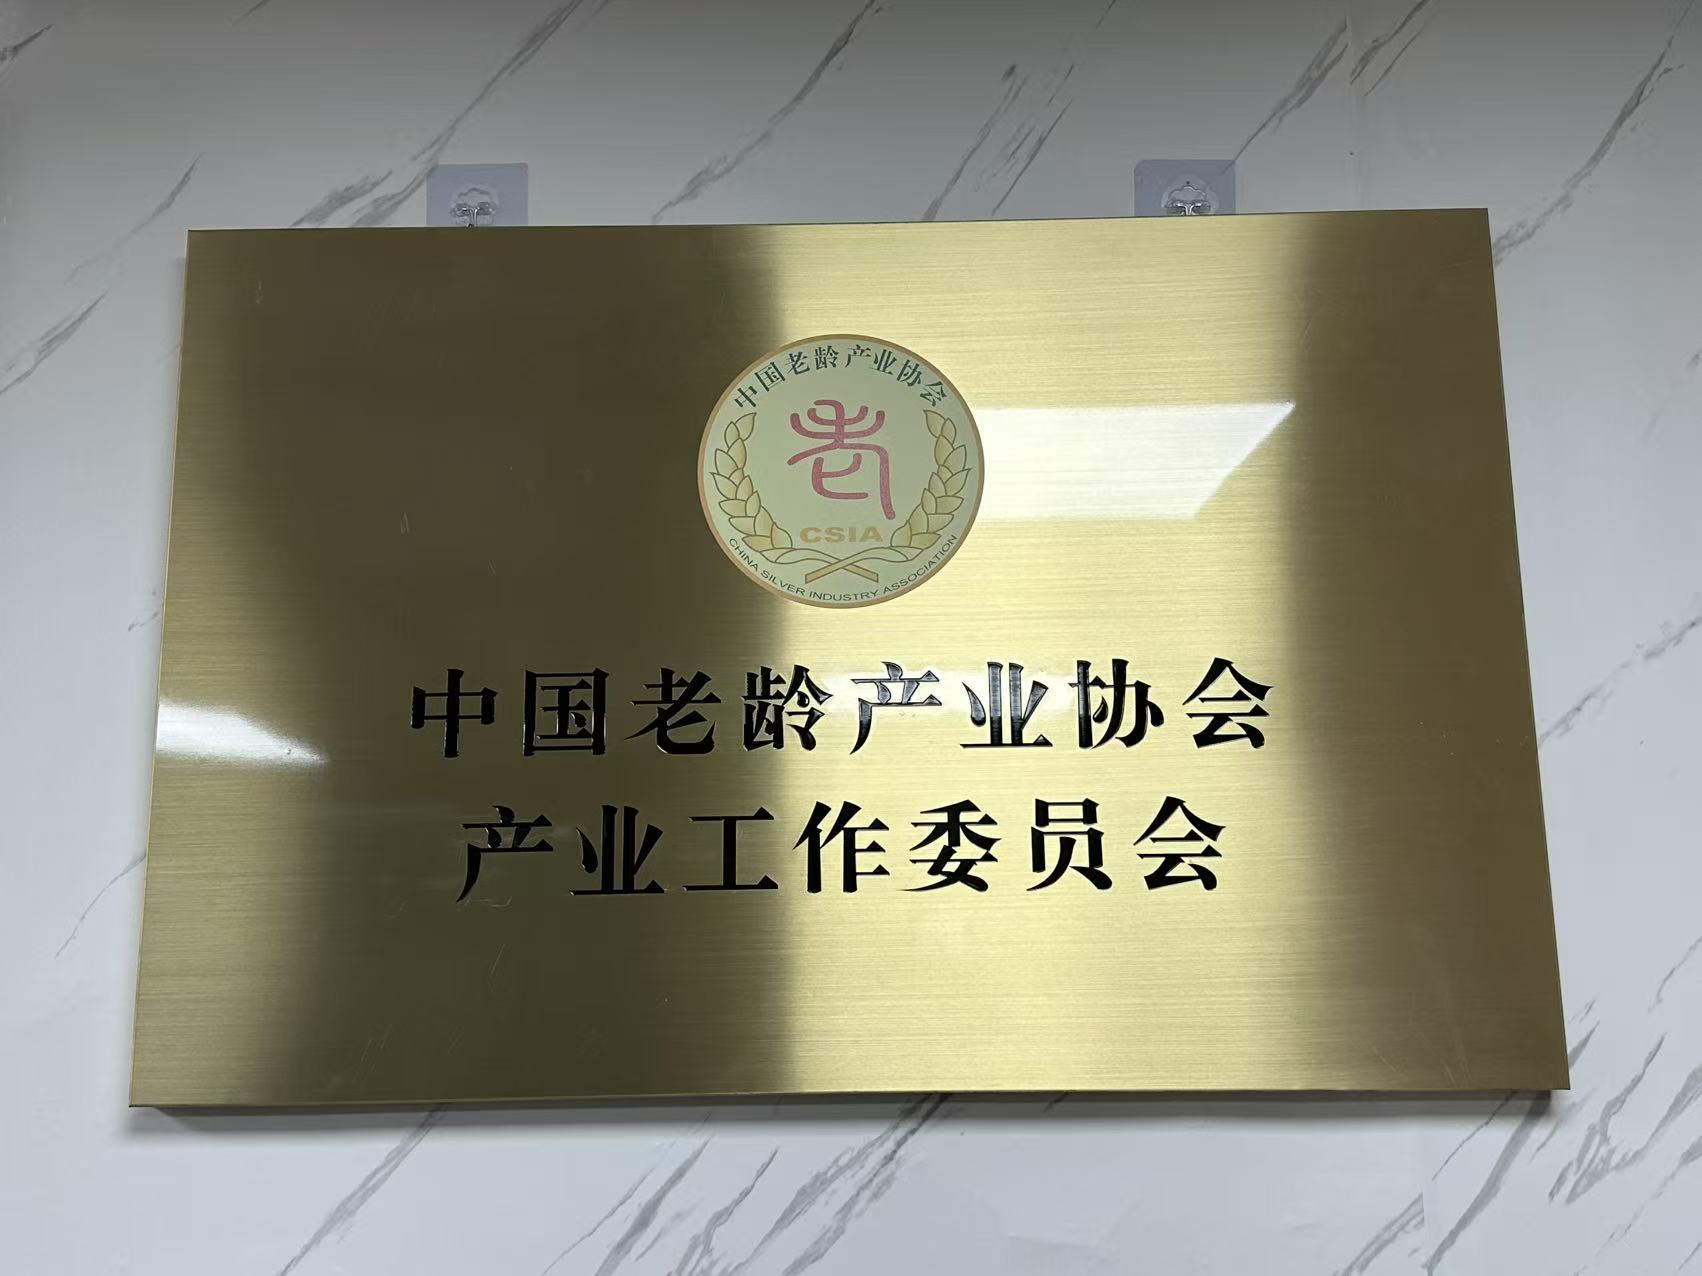 中国老龄产业协会
老
CSIA
CHINA SILVER INDUSTRY ASSOCIATION
中国老龄产业协会
产业工作委员会